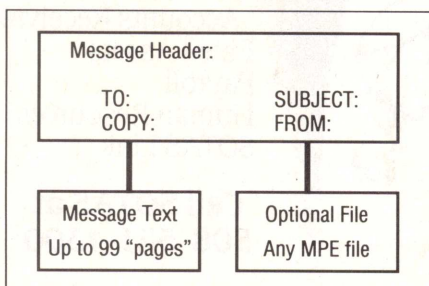 Message Header:
TO: SUBJECT:
COPY: FROM:
Message Text
Up to 99 “pages”
Optional File
Any MPE file